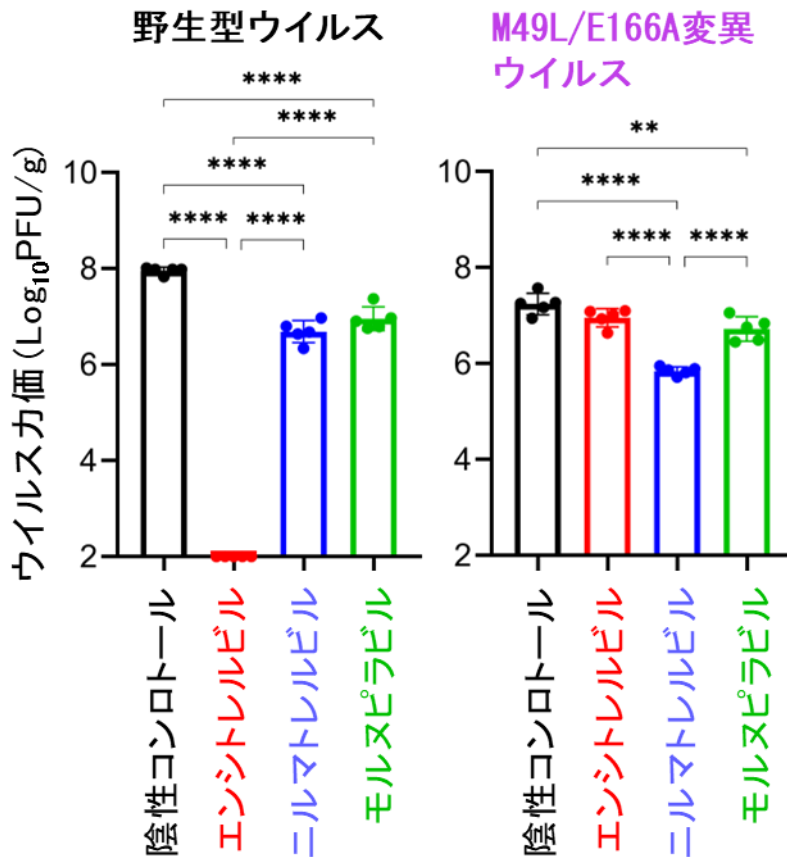 野生型ウイルス
M49L/E166A変異
ウイルス
ウイルス力価(Log₁₀PFU/g)
****
****
****
**** ****
10
8
6
4
2
陰性コンロトール
エンシトレルビル
ニルマトレルビル
モルヌピラビル
**
****
**** ****
10
8
6
4
2
陰性コンロトール
エンシトレルビル
ニルマトレルビル
モルヌピラビル